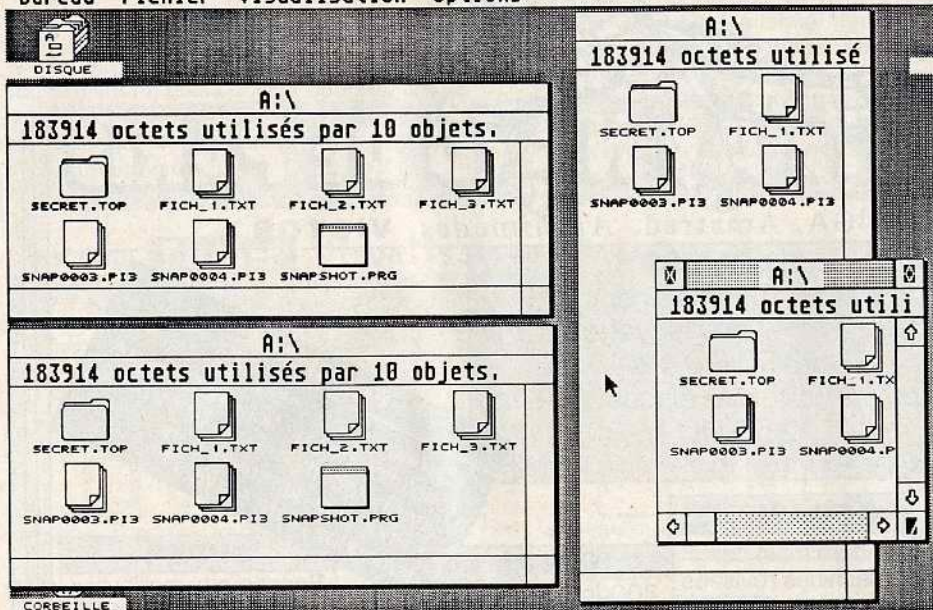 Bureau Fichier Visualisation Options
DISQUE
A:\
183914 octets utilisés par 10 objets.
SECRET.TOP FICH_1.TXT FICH_2.TXT FICH_3.TXT
SNAP0003.PI3 SNAP0004.PI3 SNAPSHOT.PRG
A:\
183914 octets utilisés par 10 objets.
SECRET.TOP FICH_1.TXT FICH_2.TXT FICH_3.TXT
SNAP0003.PI3 SNAP0004.PI3 SNAPSHOT.PRG
CORBEILLE
A:\
183914 octets utilisé
SECRET.TOP FICH_1.TXT
SNAP0003.PI3 SNAP0004.PI3
A:\
183914 octets utili
SECRET.TOP FICH_1.TX
SNAP0003.PI3 SNAP0004.P